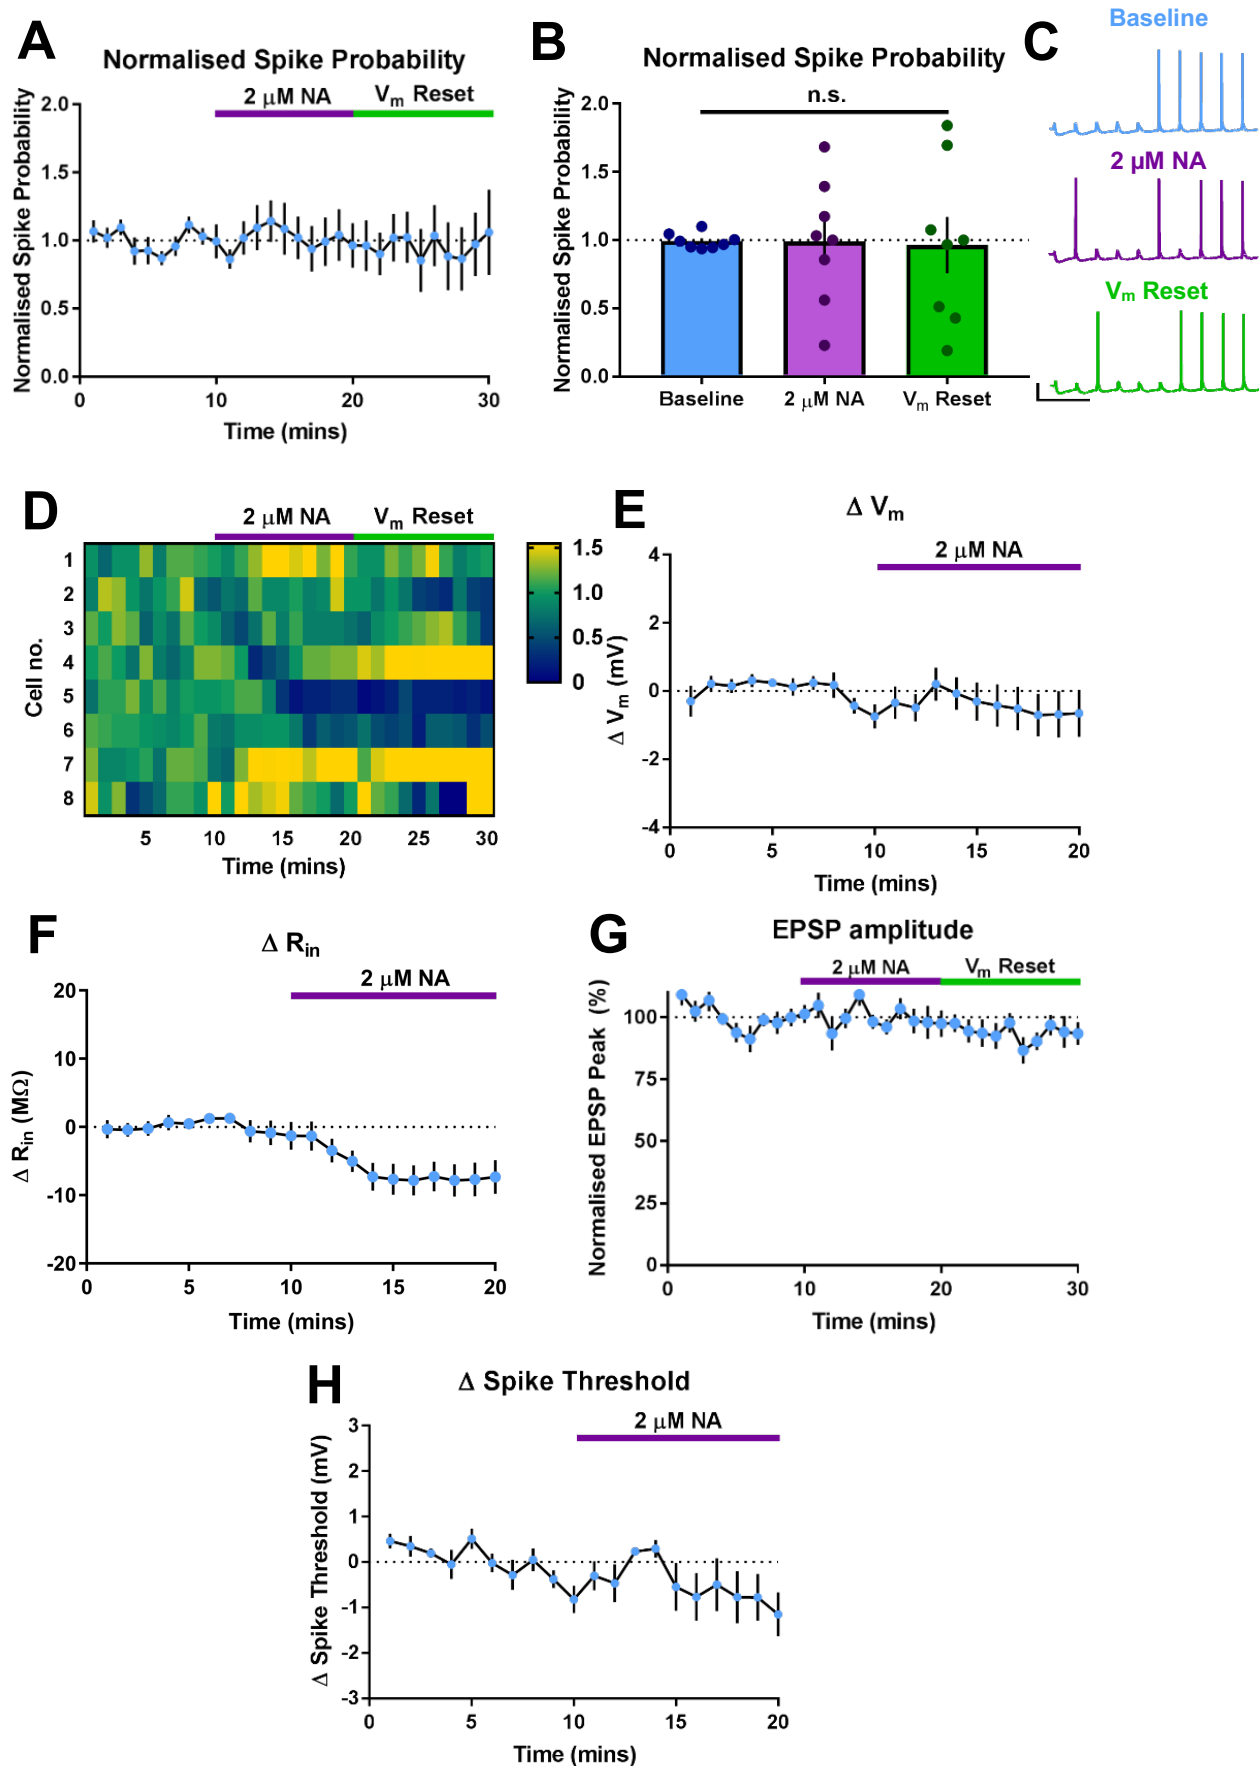 A
Normalised Spike Probability
2 μM NA
Vm Reset
Normalised Spike Probability
2.0
1.5
1.0
0.5
0.0
0
10
20
30
Time (mins)
B
Normalised Spike Probability
n.s.
Normalised Spike Probability
2.0
1.5
1.0
0.5
0.0
Baseline
2 μM NA
Vm Reset
C
Baseline
2 μM NA
Vm Reset
D
2 μM NA
Vm Reset
Cell no.
1
2
3
4
5
6
7
8
5
10
15
20
25
30
Time (mins)
1.5
1.0
0.5
0
E
Δ Vm
2 μM NA
Δ Vm (mV)
4
2
0
-2
-4
0
5
10
15
20
Time (mins)
F
Δ Rin
2 μM NA
Δ Rin (MΩ)
20
10
0
-10
-20
0
5
10
15
20
Time (mins)
G
EPSP amplitude
2 μM NA
Vm Reset
Normalised EPSP Peak (%)
100
75
50
25
0
0
10
20
30
Time (mins)
H
Δ Spike Threshold
2 μM NA
Δ Spike Threshold (mV)
3
2
1
0
-1
-2
-3
0
5
10
15
20
Time (mins)